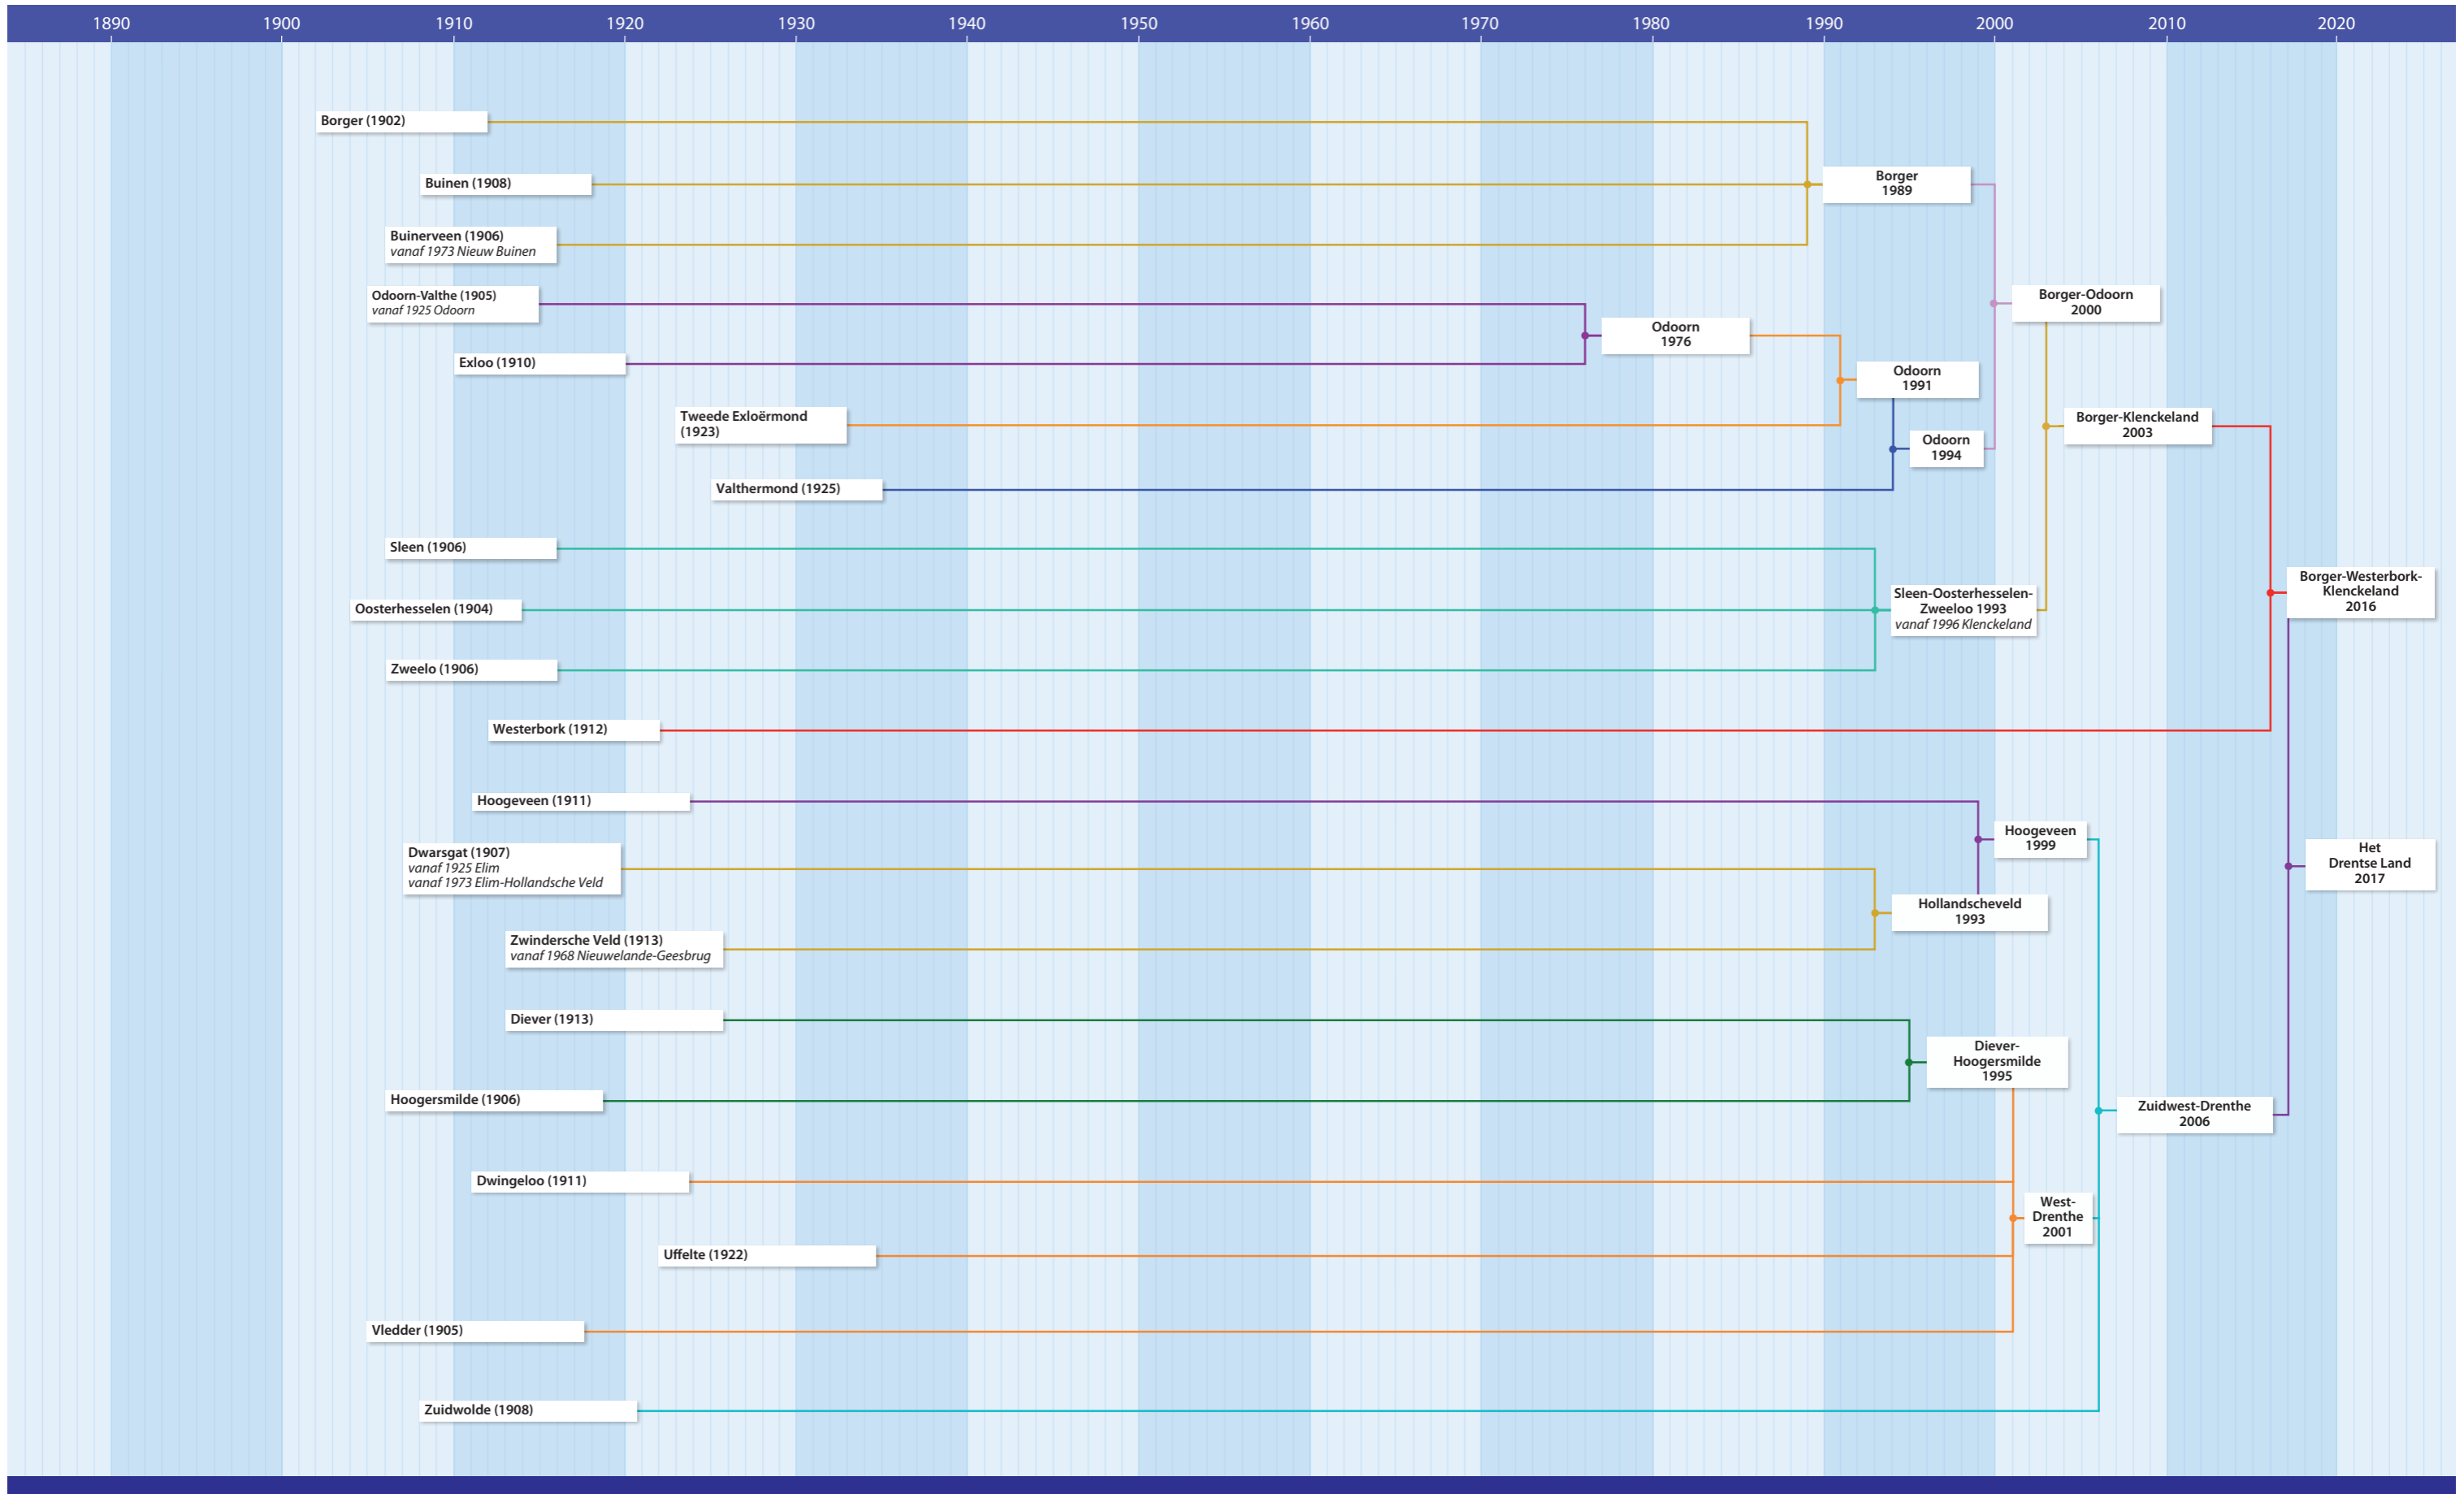 1890 1900 1910 1920 1930 1940 1950 1960 1970 1980 1990 2000 2010 2020
Borger (1902)
Buinen (1908)
Borger
1989
Buinerveen (1906)
vanaf 1973 Nieuw Buinen
Odoorn-Valthe (1905)
vanaf 1925 Odoorn
Borger-Odoorn
2000
Odoorn
1976
Exloo (1910)
Odoorn
1991
Tweede Exloërmond
(1923)
Borger-Klenckeland
2003
Odoorn
1994
Valthermond (1925)
Sleen (1906)
Borger-Westerbork-
Klenckeland
2016
Oosterhesselen (1904)
Sleen-Oosterhesselen-
Zweeloo 1993
vanaf 1996 Klenckeland
Zweelo (1906)
Westerbork (1912)
Hoogeveen (1911)
Hoogeveen
1999
Dwarsgat (1907)
vanaf 1925 Elim
vanaf 1973 Elim-Hollandsche Veld
Het
Drentse Land
2017
Hollandscheveld
1993
Zwindersche Veld (1913)
vanaf 1968 Nieuwelande-Geesbrug
Diever (1913)
Diever-
Hoogersmilde
1995
Hoogersmilde (1906)
Zuidwest-Drenthe
2006
Dwingeloo (1911)
West-
Drenthe
2001
Uffelte (1922)
Vledder (1905)
Zuidwolde (1908)